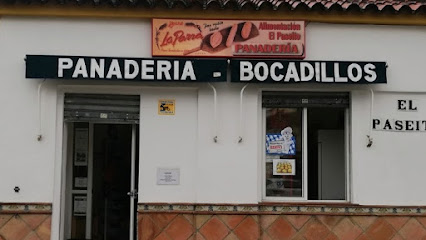 La Parra
Alimentación
El Paseito
PANADERÍA
PANADERIA
BOCADILLOS
EL
PASEIT